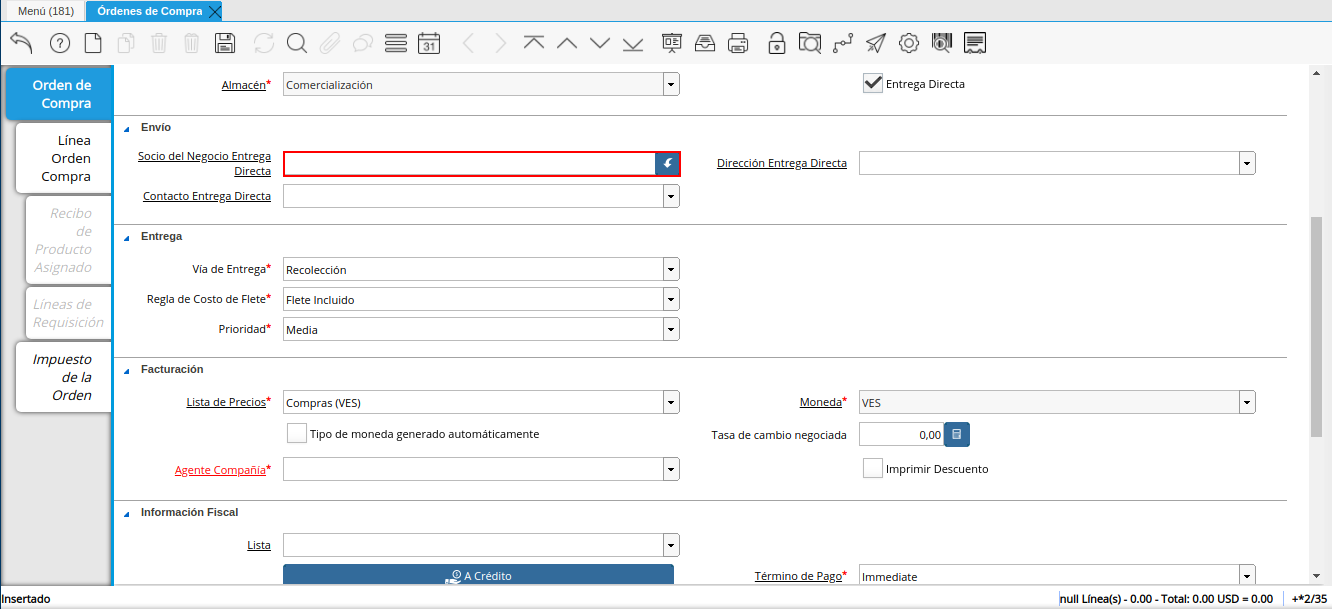 Menú (181)
Órdenes de Compra
31
Orden de
Compra
Línea
Orden
Compra
Recibo
de
Producto
Asignado
Líneas de
Requisición
Impuesto
de la
Orden
Almacén* Comercialización
Entrega Directa
Envío
Socio del Negocio Entrega
Directa
Dirección Entrega Directa
Contacto Entrega Directa
Entrega
Vía de Entrega* Recolección
Regla de Costo de Flete* Flete Incluido
Prioridad* Media
Facturación
Lista de Precios* Compras (VES)
Moneda* VES
Tipo de moneda generado automáticamente
Tasa de cambio negociada 0,00
Agente Compañía*
Imprimir Descuento
Información Fiscal
Lista
A Crédito
Término de Pago* Immediate
Insertado
null Línea(s) - 0.00 - Total: 0.00 USD = 0.00
+*2/35